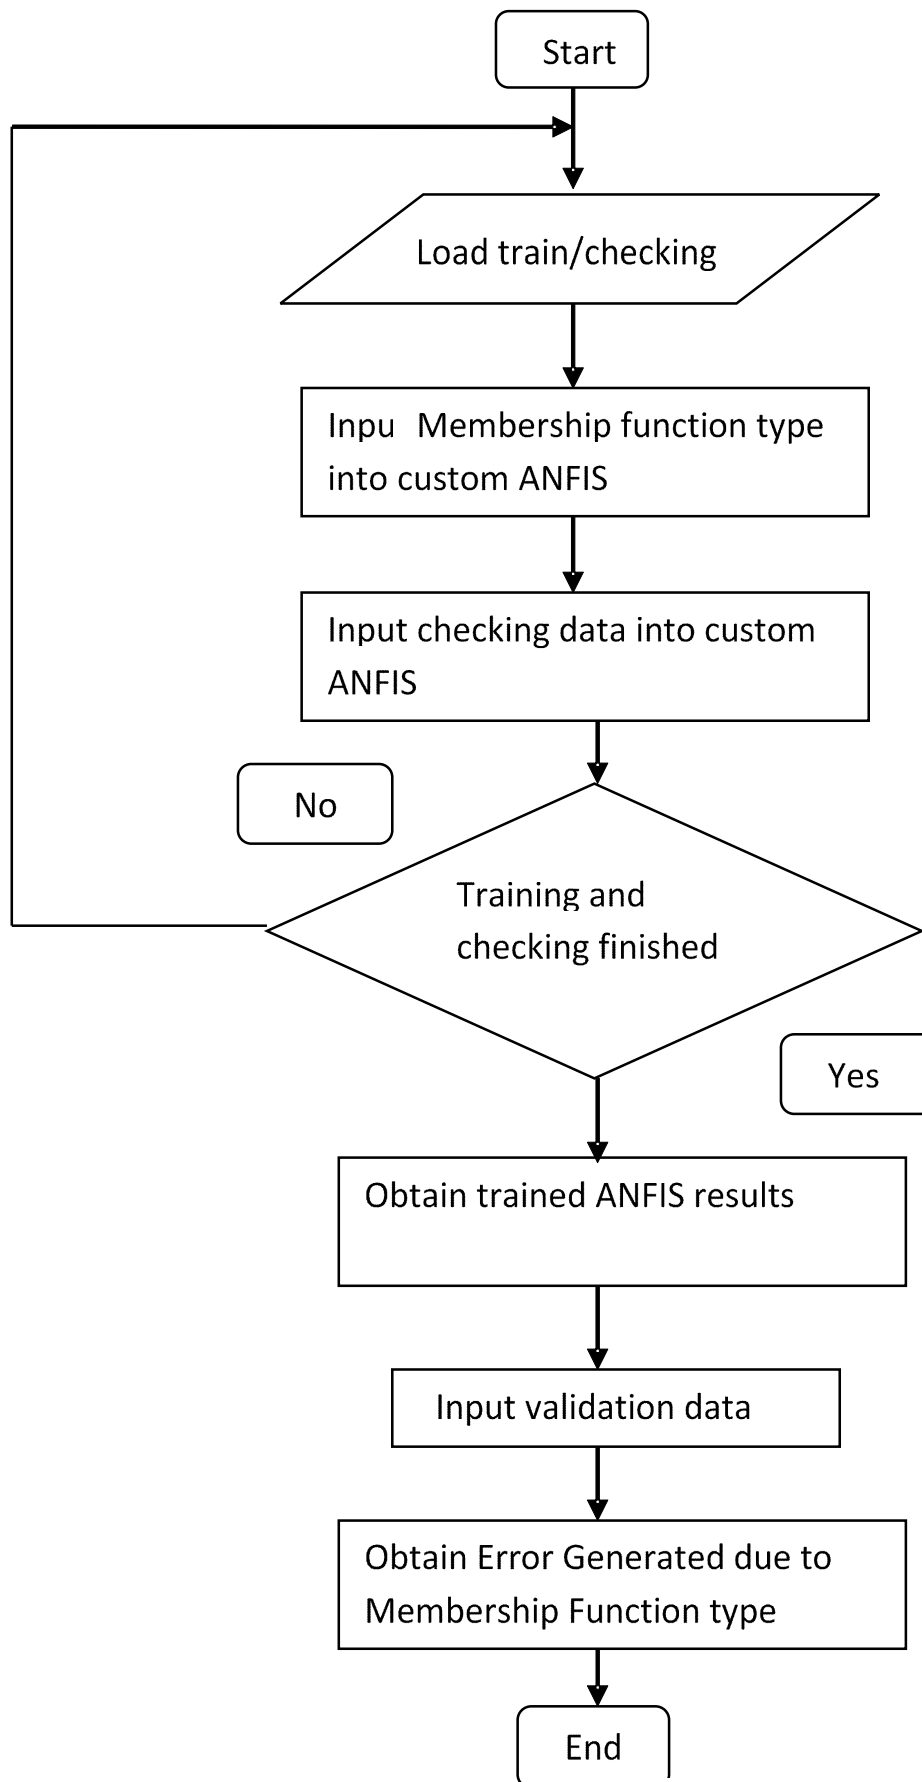 Start
Load train/checking
Inpu Membership function type
into custom ANFIS
Input checking data into custom
ANFIS
No
Training and
checking finished
Yes
Obtain trained ANFIS results
Input validation data
Obtain Error Generated due to
Membership Function type
End